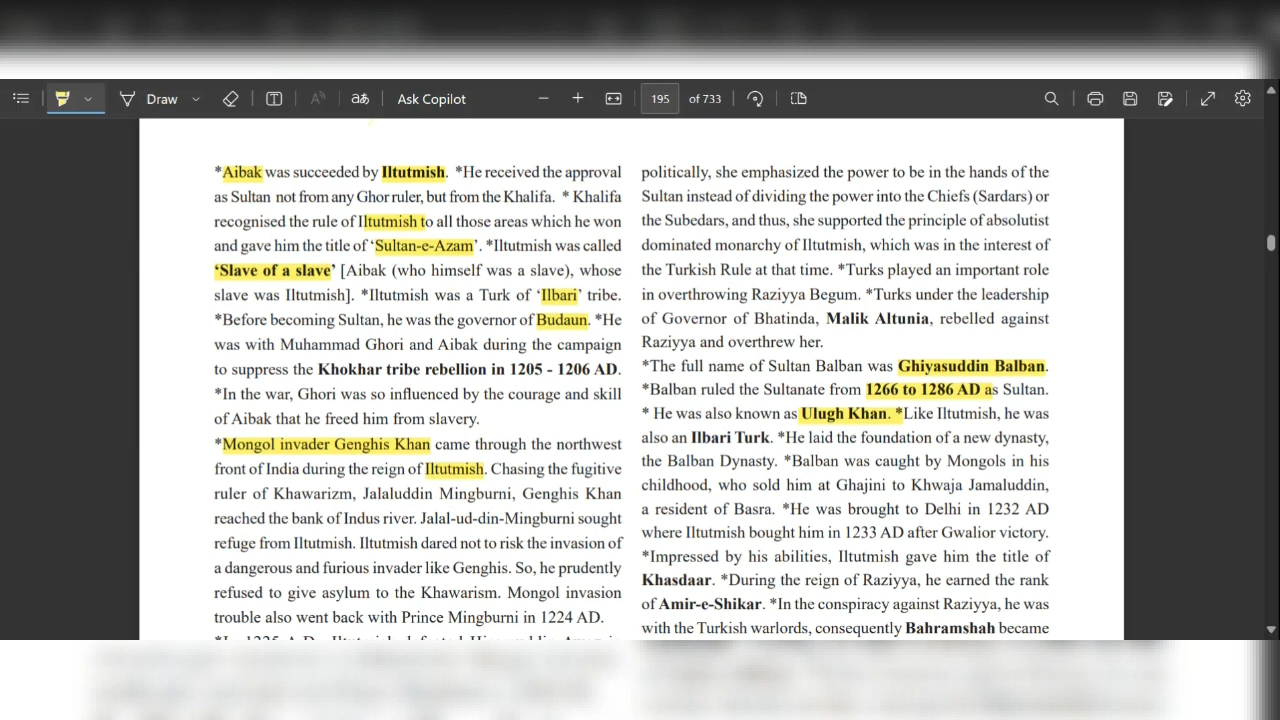 Draw
aあ
Ask Copilot
195 of 733
*Aibak was succeeded by Iltutmish. *He received the approval
as Sultan not from any Ghor ruler, but from the Khalifa. * Khalifa
recognised the rule of Iltutmish to all those areas which he won
and gave him the title of ‘Sultan-e-Azam’. *Iltutmish was called
‘Slave of a slave’ [Aibak (who himself was a slave), whose
slave was Iltutmish]. *Iltutmish was a Turk of ‘Ilbari’ tribe.
*Before becoming Sultan, he was the governor of Budaun. *He
was with Muhammad Ghori and Aibak during the campaign
to suppress the Khokhar tribe rebellion in 1205 - 1206 AD.
*In the war, Ghori was so influenced by the courage and skill
of Aibak that he freed him from slavery.
*Mongol invader Genghis Khan came through the northwest
front of India during the reign of Iltutmish. Chasing the fugitive
ruler of Khawarizm, Jalaluddin Mingburni, Genghis Khan
reached the bank of Indus river. Jalal-ud-din-Mingburni sought
refuge from Iltutmish. Iltutmish dared not to risk the invasion of
a dangerous and furious invader like Genghis. So, he prudently
refused to give asylum to the Khawarism. Mongol invasion
trouble also went back with Prince Mingburni in 1224 AD.
politically, she emphasized the power to be in the hands of the
Sultan instead of dividing the power into the Chiefs (Sardars) or
the Subedars, and thus, she supported the principle of absolutist
dominated monarchy of Iltutmish, which was in the interest of
the Turkish Rule at that time. *Turks played an important role
in overthrowing Raziyya Begum. *Turks under the leadership
of Governor of Bhatinda, Malik Altunia, rebelled against
Raziyya and overthrew her.
*The full name of Sultan Balban was Ghiyasuddin Balban.
*Balban ruled the Sultanate from 1266 to 1286 AD as Sultan.
* He was also known as Ulugh Khan. *Like Iltutmish, he was
also an Ilbari Turk. *He laid the foundation of a new dynasty,
the Balban Dynasty. *Balban was caught by Mongols in his
childhood, who sold him at Ghajini to Khwaja Jamaluddin,
a resident of Basra. *He was brought to Delhi in 1232 AD
where Iltutmish bought him in 1233 AD after Gwalior victory.
*Impressed by his abilities, Iltutmish gave him the title of
Khasdaar. *During the reign of Raziyya, he earned the rank
of Amir-e-Shikar. *In the conspiracy against Raziyya, he was
with the Turkish warlords, consequently Bahramshah became